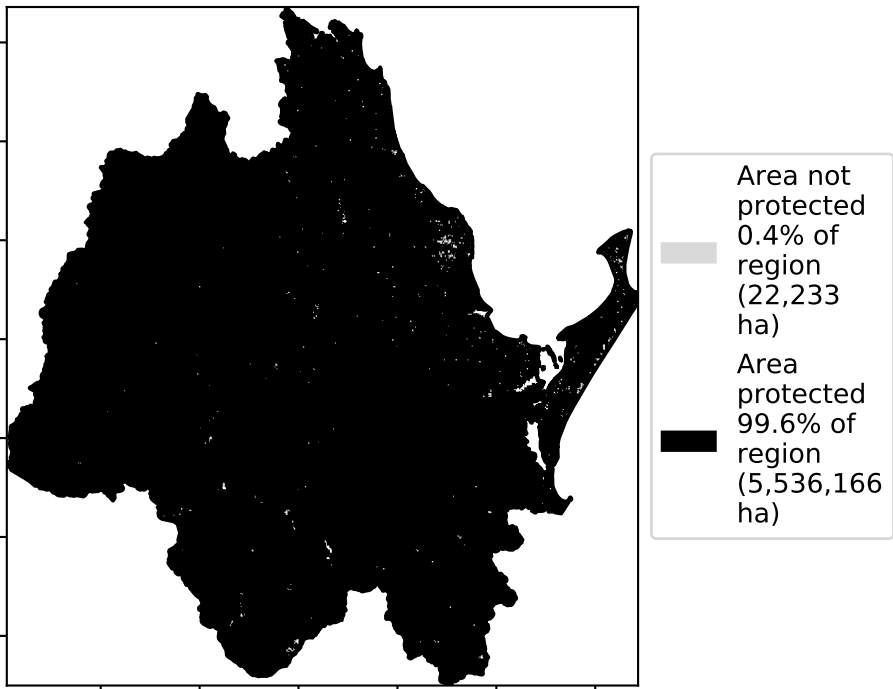 Area not
protected
0.4% of
region
(22,233
ha)
Area
protected
99.6% of
region
(5,536,166
ha)